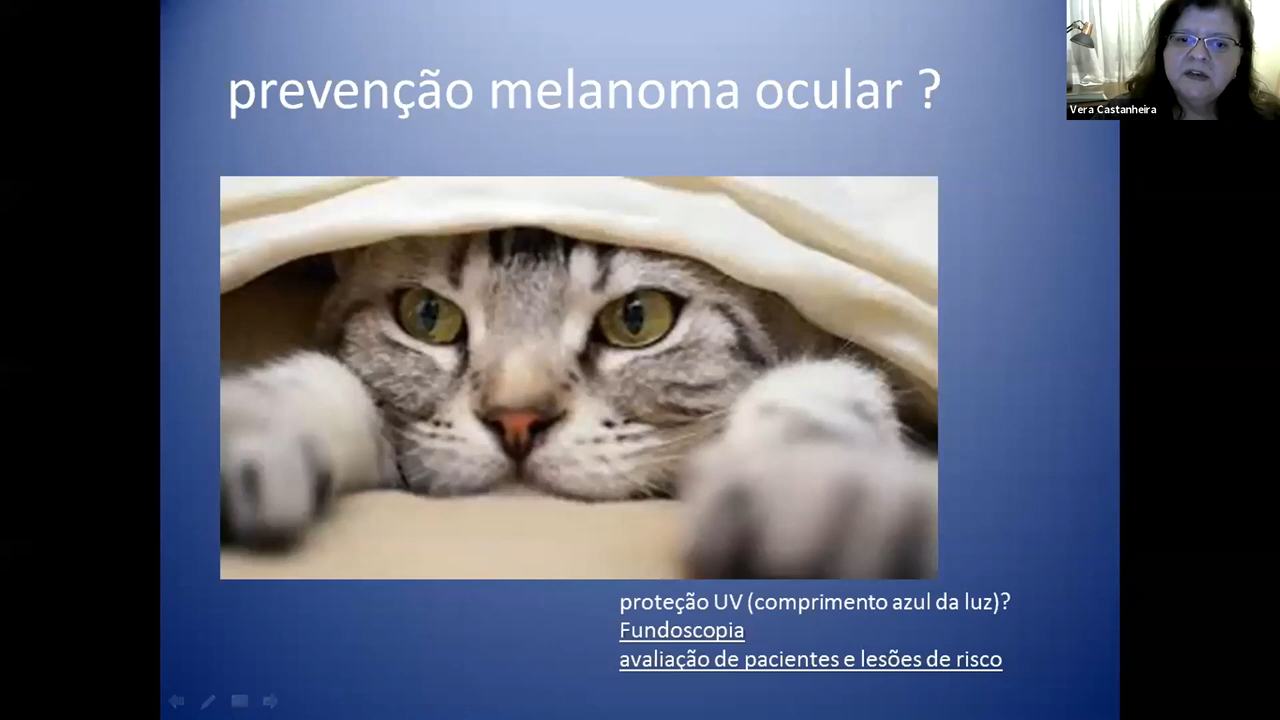 prevenção melanoma ocular ?
Vera Castanheira
proteção UV (comprimento azul da luz)?
Fundoscopia
avaliação de pacientes e lesões de risco